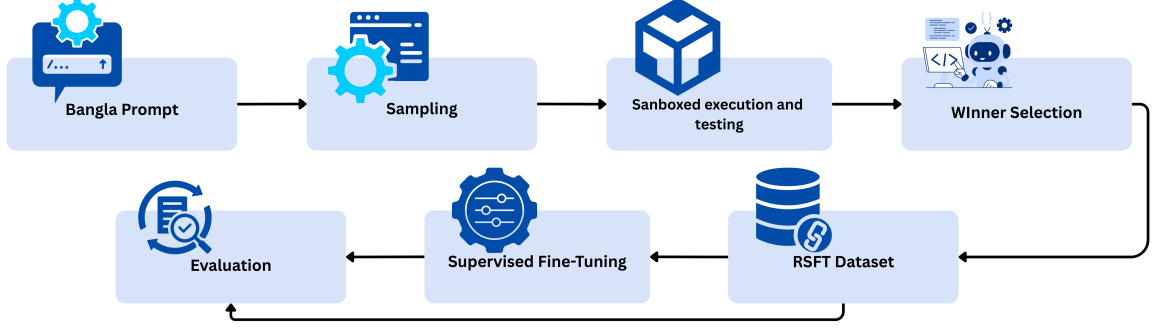 /...
Bangla Prompt
Sampling
Sanboxed execution and
testing
</>
WInner Selection
Evaluation
Supervised Fine-Tuning
RSFT Dataset